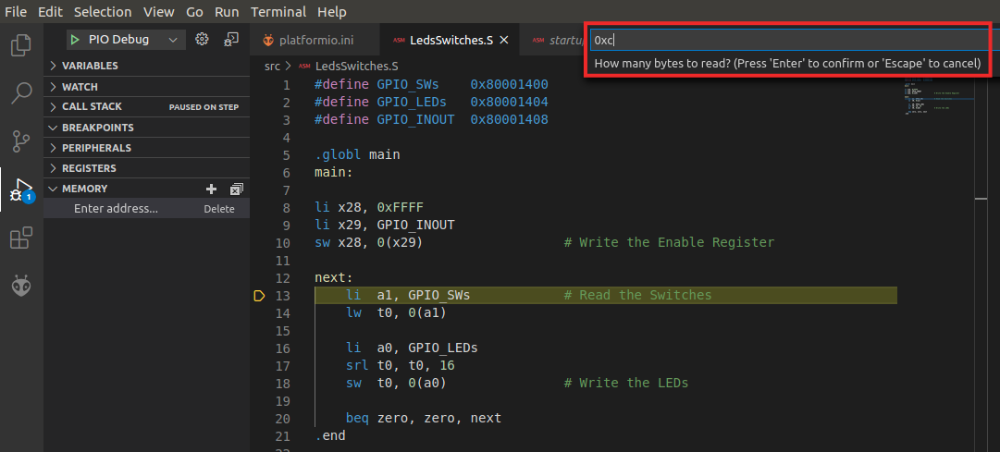 File Edit Selection View Go Run Terminal Help
PIO Debug
platformio.ini
ASM LedsSwitches.S
ASM startu
0xc
How many bytes to read? (Press 'Enter' to confirm or 'Escape' to cancel)
VARIABLES
WATCH
CALL STACK PAUSED ON STEP
BREAKPOINTS
PERIPHERALS
REGISTERS
MEMORY
Enter address... Delete
1
src > ASM LedsSwitches.S
1 #define GPIO_SWs 0x80001400
2 #define GPIO_LEDs 0x80001404
3 #define GPIO_INOUT 0x80001408
4
5 .globl main
6 main:
7
8 li x28, 0xFFFF
9 li x29, GPIO_INOUT
10 sw x28, 0(x29) # Write the Enable Register
11
12 next:
13 li a1, GPIO_SWs # Read the Switches
14 lw t0, 0(a1)
15
16 li a0, GPIO_LEDs
17 srl t0, t0, 16
18 sw t0, 0(a0) # Write the LEDs
19
20 beq zero, zero, next
21 .end